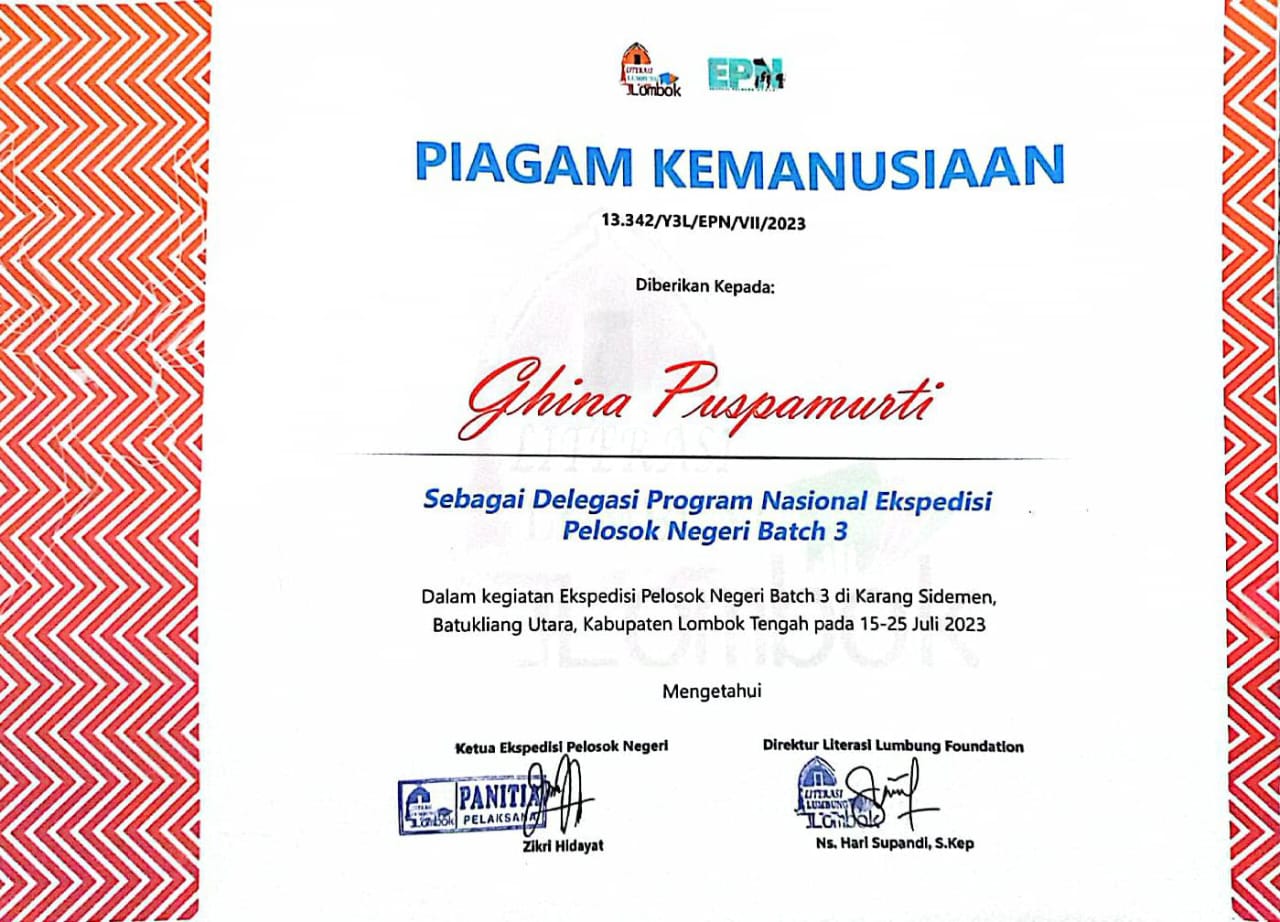 LITERASI
LUMBUNG
Lombok
EPN
PIAGAM KEMANUSIAAN
13.342/Y3L/EPN/VII/2023
Diberikan Kepada:
Ghina Puspamurti
LITERASI
Lombok
Sebagai Delegasi Program Nasional Ekspedisi
Pelosok Negeri Batch 3
Dalam kegiatan Ekspedisi Pelosok Negeri Batch 3 di Karang Sidemen,
Batukliang Utara, Kabupaten Lombok Tengah pada 15-25 Juli 2023
Mengetahui
Ketua Ekspedisi Pelosok Negeri
Direktur Literasi Lumbung Foundation
PANITIA
PELAKSANA
Lombok
LITERASI
LUMBUNG
Lombok
Zikri Hidayat
Ns. Hari Supandi, S.Kep